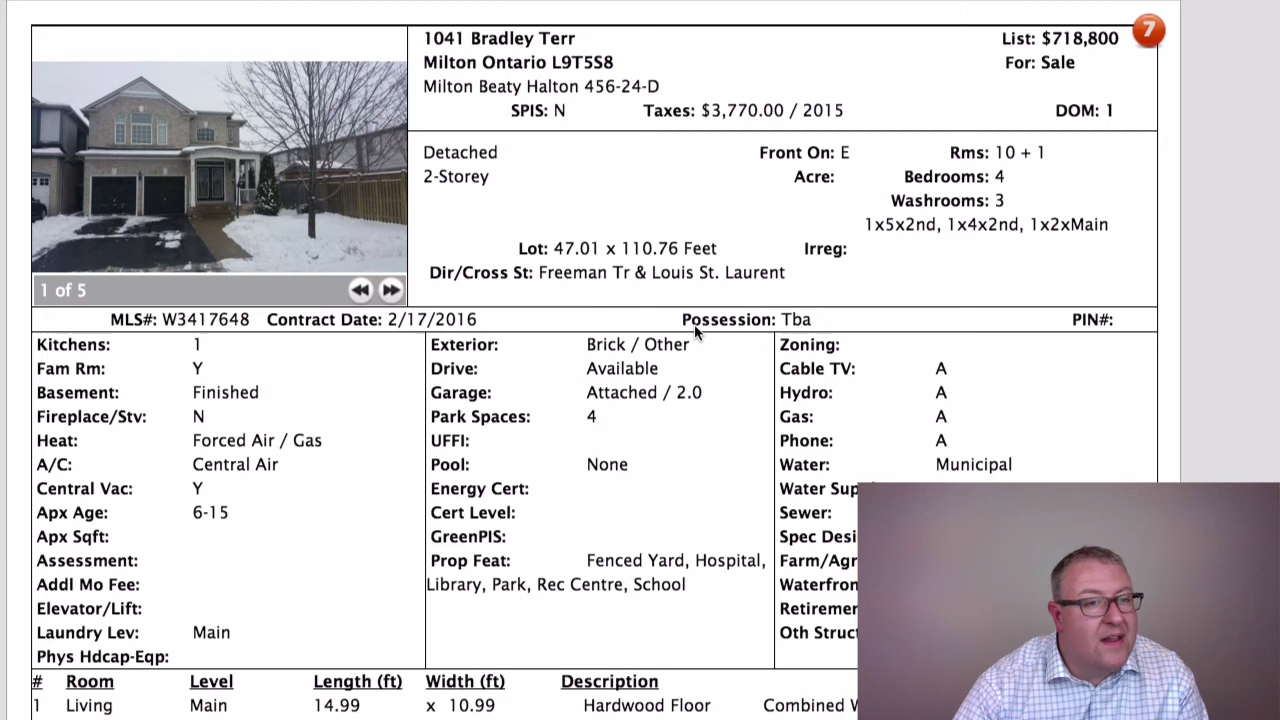 7
1041 Bradley Terr List: $718,800
Milton Ontario L9T5S8 For: Sale
Milton Beaty Halton 456-24-D
SPIS: N Taxes: $3,770.00 / 2015 DOM: 1
Detached Front On: E Rms: 10 + 1
2-Storey Acre: Bedrooms: 4
Washrooms: 3
1x5x2nd, 1x4x2nd, 1x2xMain
Lot: 47.01 x 110.76 Feet Irreg:
Dir/Cross St: Freeman Tr & Louis St. Laurent
1 of 5
MLS#: W3417648 Contract Date: 2/17/2016 Possession: Tba PIN#:
Kitchens: 1 Exterior: Brick / Other Zoning:
Fam Rm: Y Drive: Available Cable TV: A
Basement: Finished Garage: Attached / 2.0 Hydro: A
Fireplace/Stv: N Park Spaces: 4 Gas: A
Heat: Forced Air / Gas UFFI: Phone: A
A/C: Central Air Pool: None Water: Municipal
Central Vac: Y Energy Cert: Water Sup
Apx Age: 6-15 Cert Level: Sewer:
Apx Sqft: GreenPIS: Spec Desi
Assessment: Prop Feat: Fenced Yard, Hospital, Farm/Agr
Addl Mo Fee: Library, Park, Rec Centre, School Waterfron
Elevator/Lift: Retiremer
Laundry Lev: Main Oth Struct
Phys Hdcap-Eqp:
# Room Level Length (ft) Width (ft) Description
1 Living Main 14.99 x 10.99 Hardwood Floor Combined W